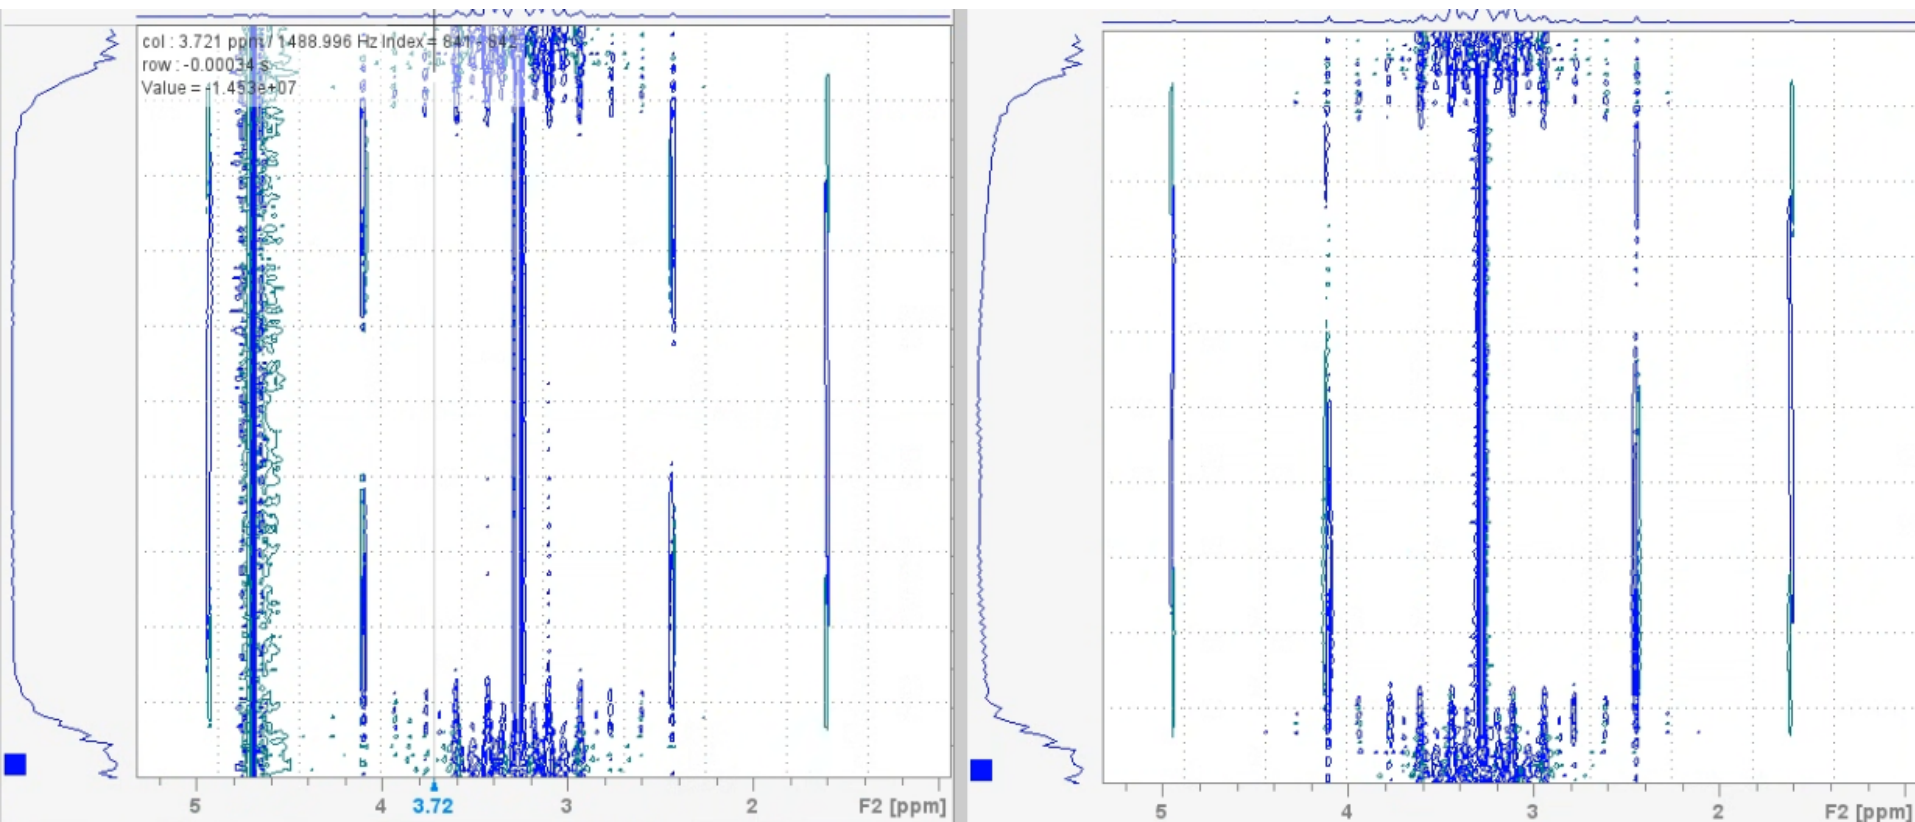 col : 3.721 ppm / 1488.996 Hz Index = 841 - 842
row : -0.00034 s
Value = -1.453e+07
5 4 3.72 3 2 F2 [ppm]
5 4 3 2 F2 [ppm]